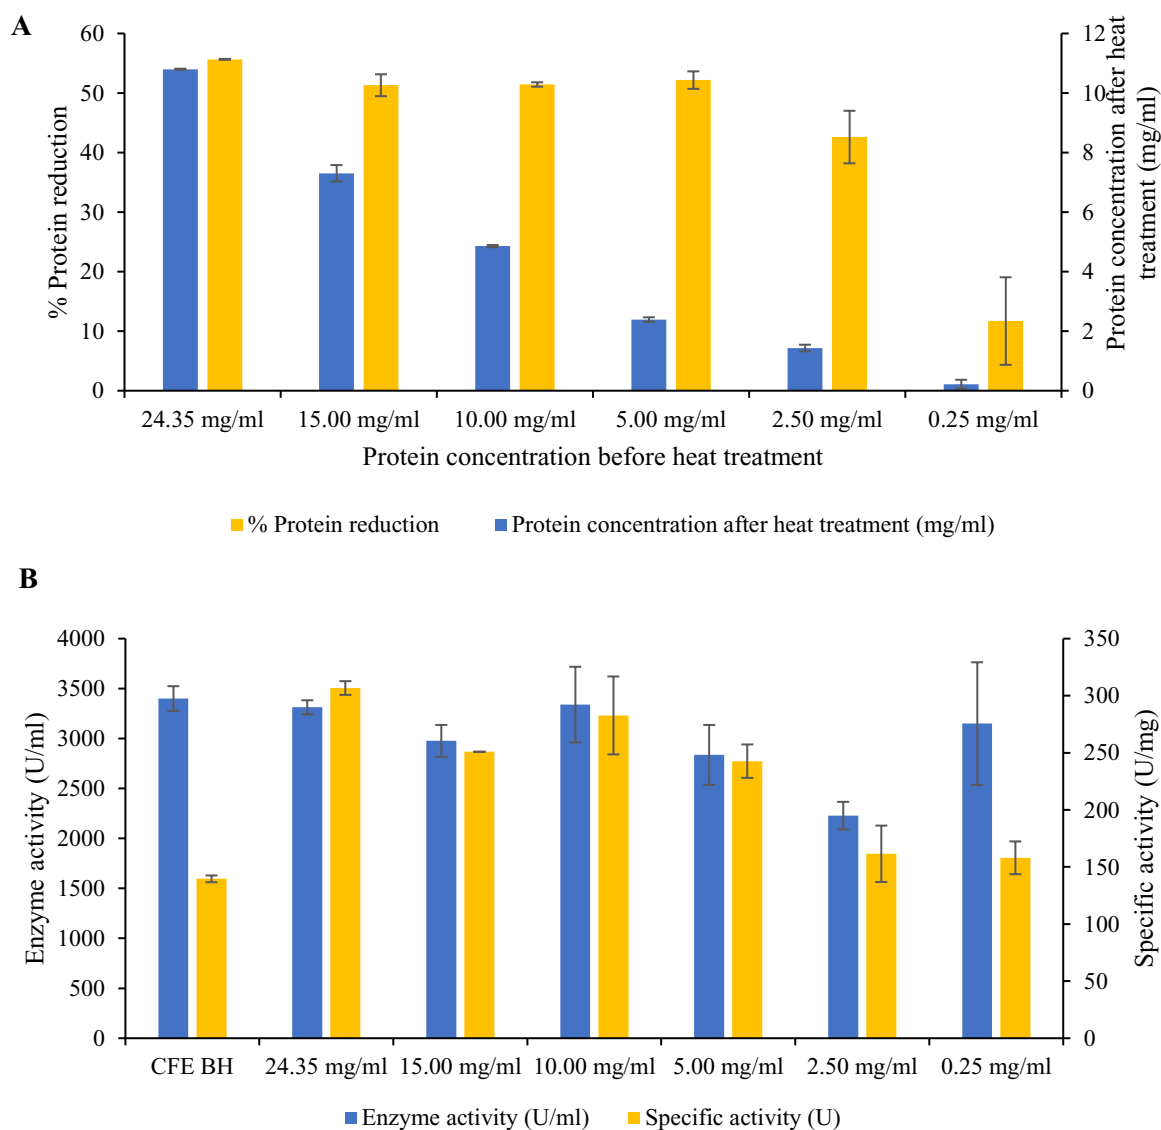 A
% Protein reduction
60
50
40
30
20
10
0
12
10
8
6
4
2
0
Protein concentration after heat
treatment (mg/ml)
24.35 mg/ml 15.00 mg/ml 10.00 mg/ml 5.00 mg/ml 2.50 mg/ml 0.25 mg/ml
Protein concentration before heat treatment
% Protein reduction Protein concentration after heat treatment (mg/ml)
B
Enzyme activity (U/ml)
4000
3500
3000
2500
2000
1500
1000
500
0
350
300
250
200
150
100
50
0
Specific activity (U/mg)
CFE BH 24.35 mg/ml 15.00 mg/ml 10.00 mg/ml 5.00 mg/ml 2.50 mg/ml 0.25 mg/ml
Enzyme activity (U/ml) Specific activity (U)